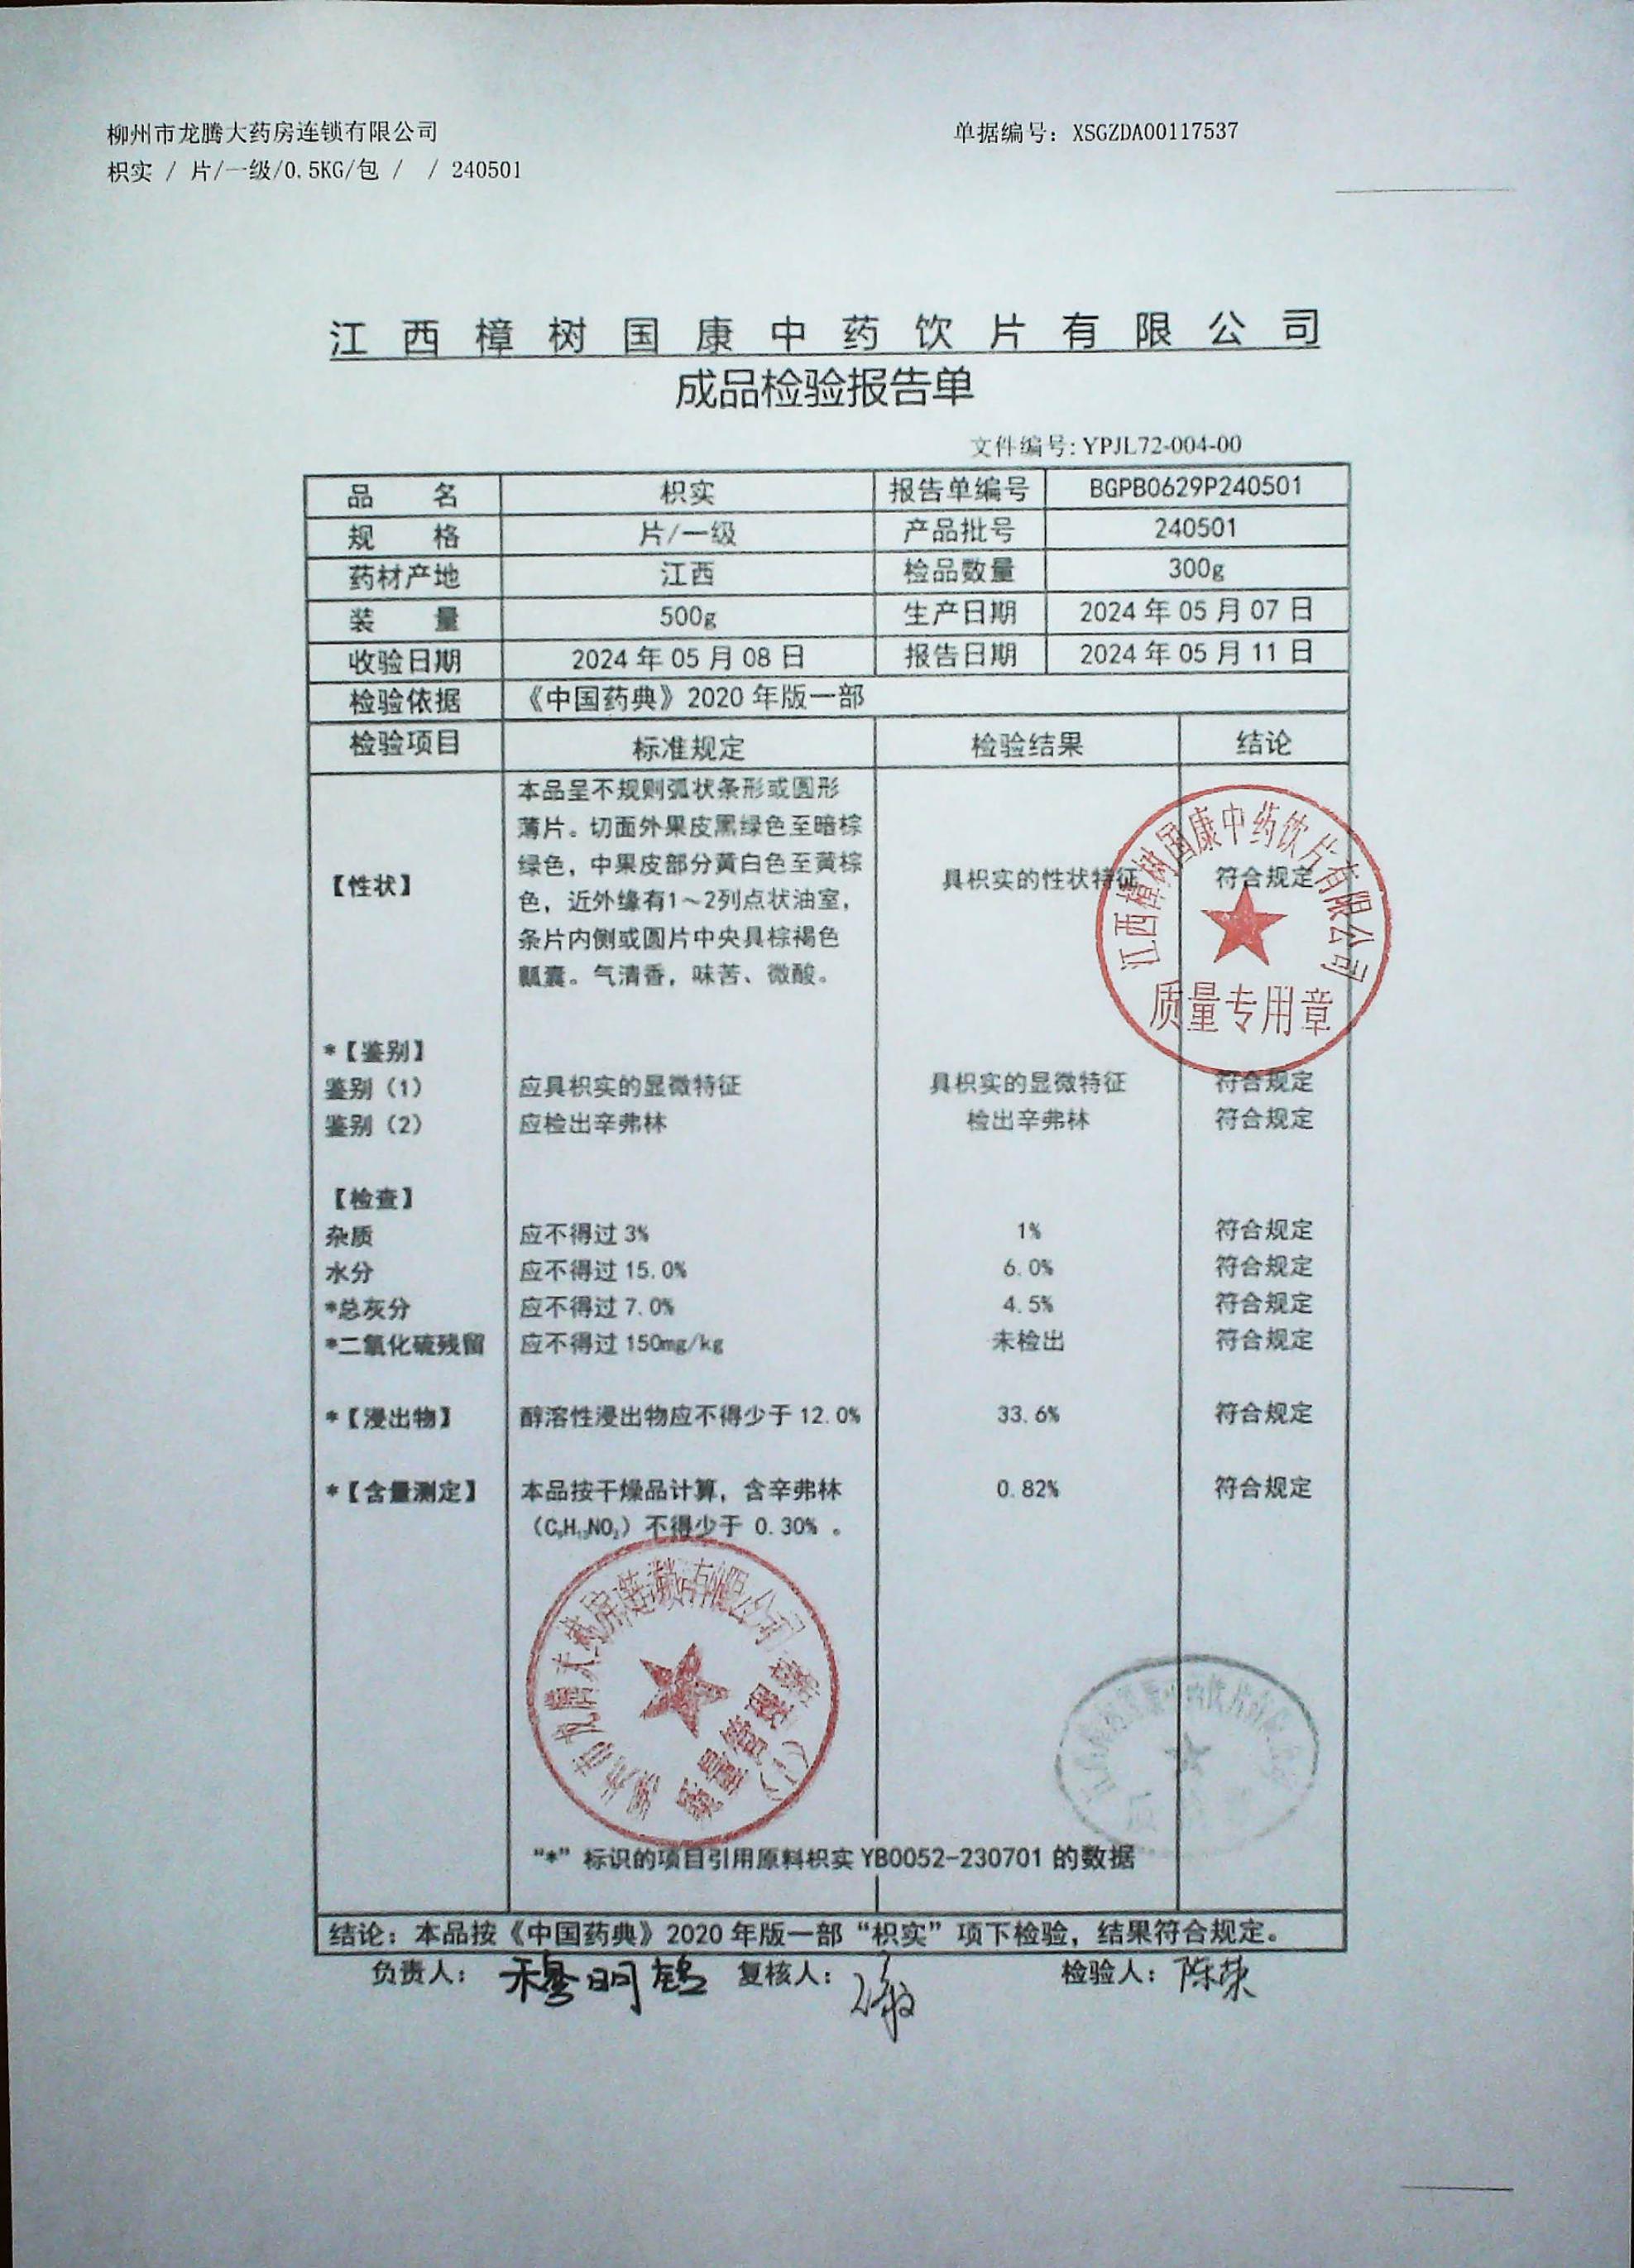 柳州市龙腾大药房连锁有限公司 单据编号：XSGZDA00117537
枳实 / 片/一级/0.5KG/包 / / 240501
江西樟树国康中药饮片有限公司
成品检验报告单
文件编号：YPJL72-004-00
品名 枳实 报告单编号 BGPB0629P240501
规格 片/一级 产品批号 240501
药材产地 江西 检品数量 300g
装量 500g 生产日期 2024年05月07日
收验日期 2024年05月08日 报告日期 2024年05月11日
检验依据 《中国药典》2020年版一部
检验项目 标准规定 检验结果 结论
本品呈不规则弧状条形或圆形
薄片。切面外果皮黑绿色至暗棕
绿色，中果皮部分黄白色至黄棕
【性状】 色，近外缘有1～2列点状油室， 具枳实的性状特征 符合规定
条片内侧或圆片中央具棕褐色
瓤囊。气清香，味苦、微酸。
江西樟树国康中药饮片有限公司
质量专用章
*【鉴别】
鉴别（1） 应具枳实的显微特征 具枳实的显微特征 符合规定
鉴别（2） 应检出辛弗林 检出辛弗林 符合规定
【检查】
杂质 应不得过3% 1% 符合规定
水分 应不得过15.0% 6.0% 符合规定
*总灰分 应不得过7.0% 4.5% 符合规定
*二氧化硫残留 应不得过150mg/kg 未检出 符合规定
*【浸出物】 醇溶性浸出物应不得少于12.0% 33.6% 符合规定
*【含量测定】 本品按干燥品计算，含辛弗林 0.82% 符合规定
（C₉H₁₃NO₂）不得少于 0.30% 。
“*”标识的项目引用原料枳实YB0052-230701的数据
结论：本品按《中国药典》2020年版一部“枳实”项下检验，结果符合规定。
负责人： 复核人： 检验人：陈荣